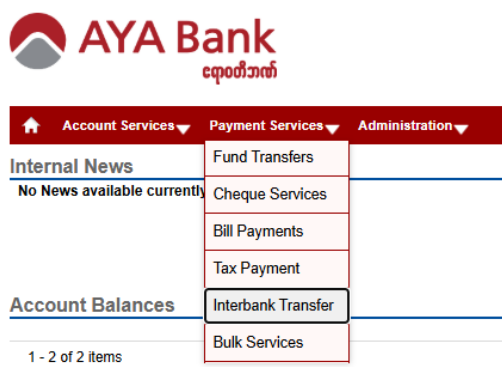 AYA Bank
ဧရာဝတီဘဏ်
Account Services Payment Services Administration
Internal News
No News available currently
Fund Transfers
Cheque Services
Bill Payments
Tax Payment
Interbank Transfer
Bulk Services
Account Balances
1 - 2 of 2 items